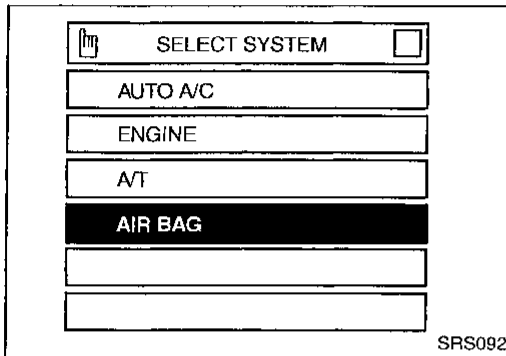 SELECT SYSTEM
AUTO A/C
ENGINE
A/T
AIR BAG
SRS092